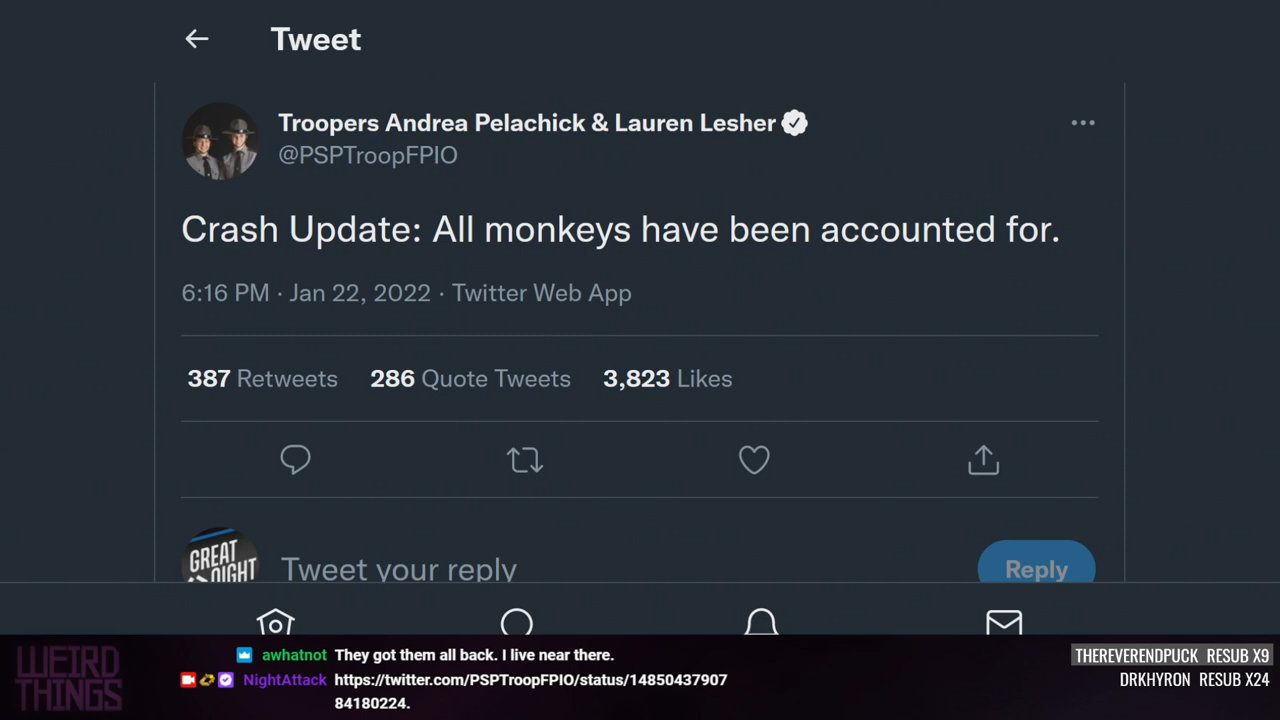 Tweet
Troopers Andrea Pelachick & Lauren Lesher
@PSPTroopFPIO
Crash Update: All monkeys have been accounted for.
6:16 PM · Jan 22, 2022 · Twitter Web App
387 Retweets 286 Quote Tweets 3,823 Likes
GREAT
NIGHT
Tweet your reply
Reply
WEIRD
THINGS
awhatnot They got them all back. I live near there.
NightAttack https://twitter.com/PSPTroopFPIO/status/14850437907
84180224.
THEREVERENDPUCK RESUB X9
DRKHYRON RESUB X24